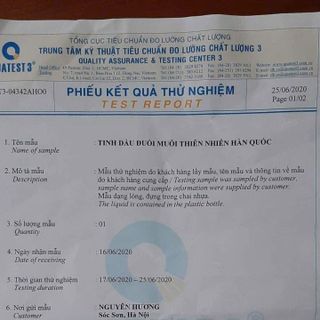 TỔNG CỤC TIÊU CHUẨN ĐO LƯỜNG CHẤT LƯỢNG
TRUNG TÂM KỸ THUẬT TIÊU CHUẨN ĐO LƯỜNG CHẤT LƯỢNG 3
QUALITY ASSURANCE & TESTING CENTER 3
UATEST 3®
73-04342AHO0
PHIẾU KẾT QUẢ THỬ NGHIỆM
TEST REPORT
25/06/2020
Page 01/02
1. Tên mẫu : TINH DẦU ĐUỔI MUỖI THIÊN NHIÊN HÀN QUỐC
Name of sample
2. Mô tả mẫu : Mẫu thử nghiệm do khách hàng lấy mẫu, tên mẫu và thông tin về mẫu
Description do khách hàng cung cấp / Testing sample was sampled by customer,
sample name and sample information were supplied by customer.
Mẫu dạng lỏng, đựng trong chai nhựa.
The liquid is contained in the plastic bottle.
3. Số lượng mẫu : 01
Quantity
4. Ngày nhận mẫu : 16/06/2020
Date of receiving
5. Thời gian thử nghiệm : 17/06/2020 – 25/06/2020
Testing duration
6. Nơi gửi mẫu : NGUYÊN HƯƠNG
Customer Sóc Sơn, Hà Nội